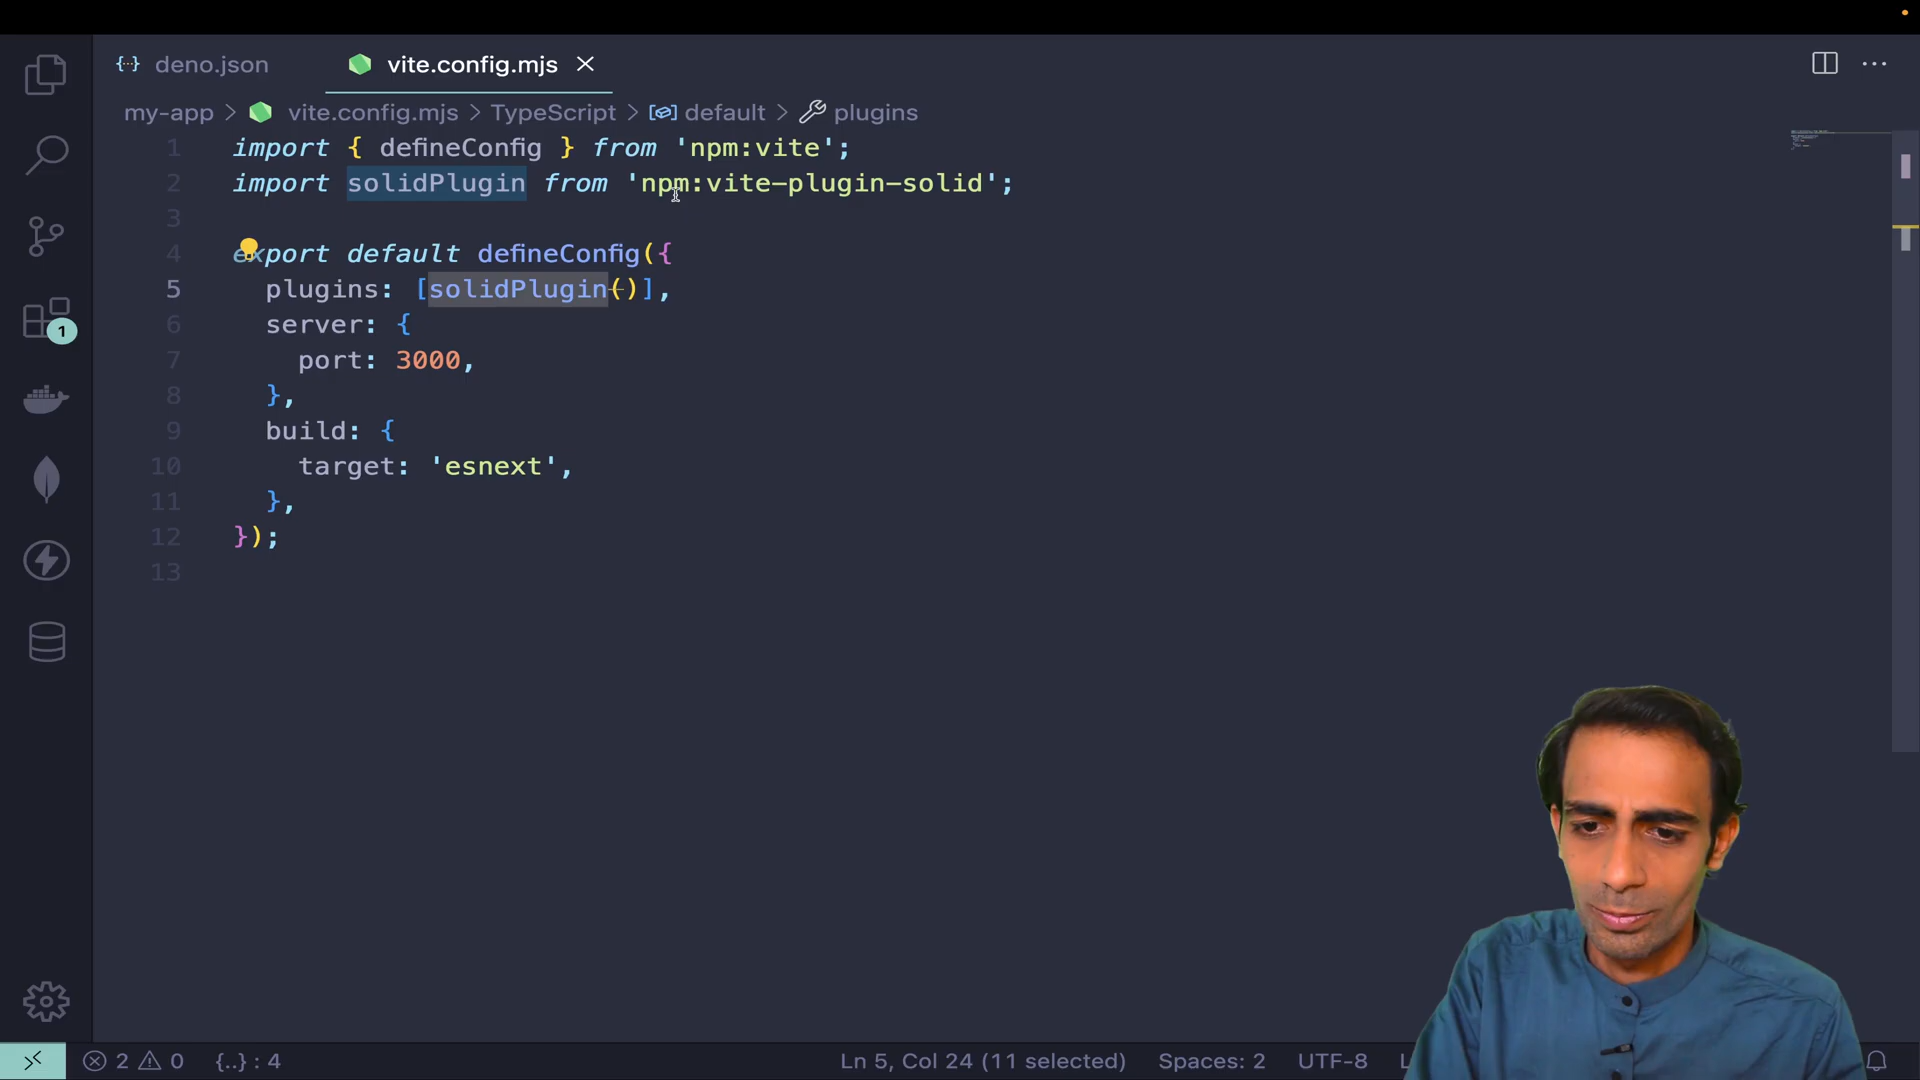 deno.json
vite.config.mjs
my-app > vite.config.mjs > TypeScript > default > plugins
1 import { defineConfig } from 'npm:vite';
2 import solidPlugin from 'npm:vite-plugin-solid';
3
4 export default defineConfig({
5 plugins: [solidPlugin()],
6 server: {
7 port: 3000,
8 },
9 build: {
10 target: 'esnext',
11 },
12 });
13
1
2 0 {..} : 4 Ln 5, Col 24 (11 selected) Spaces: 2 UTF-8 L